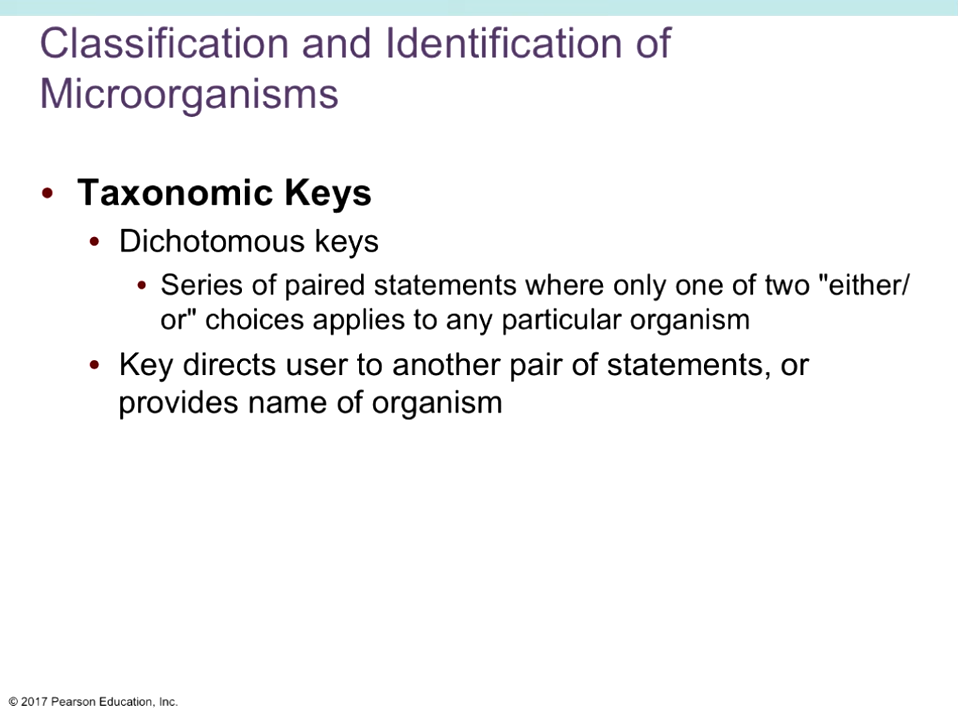 Classification and Identification of
Microorganisms
• Taxonomic Keys
• Dichotomous keys
• Series of paired statements where only one of two "either/
or" choices applies to any particular organism
• Key directs user to another pair of statements, or
provides name of organism
© 2017 Pearson Education, Inc.